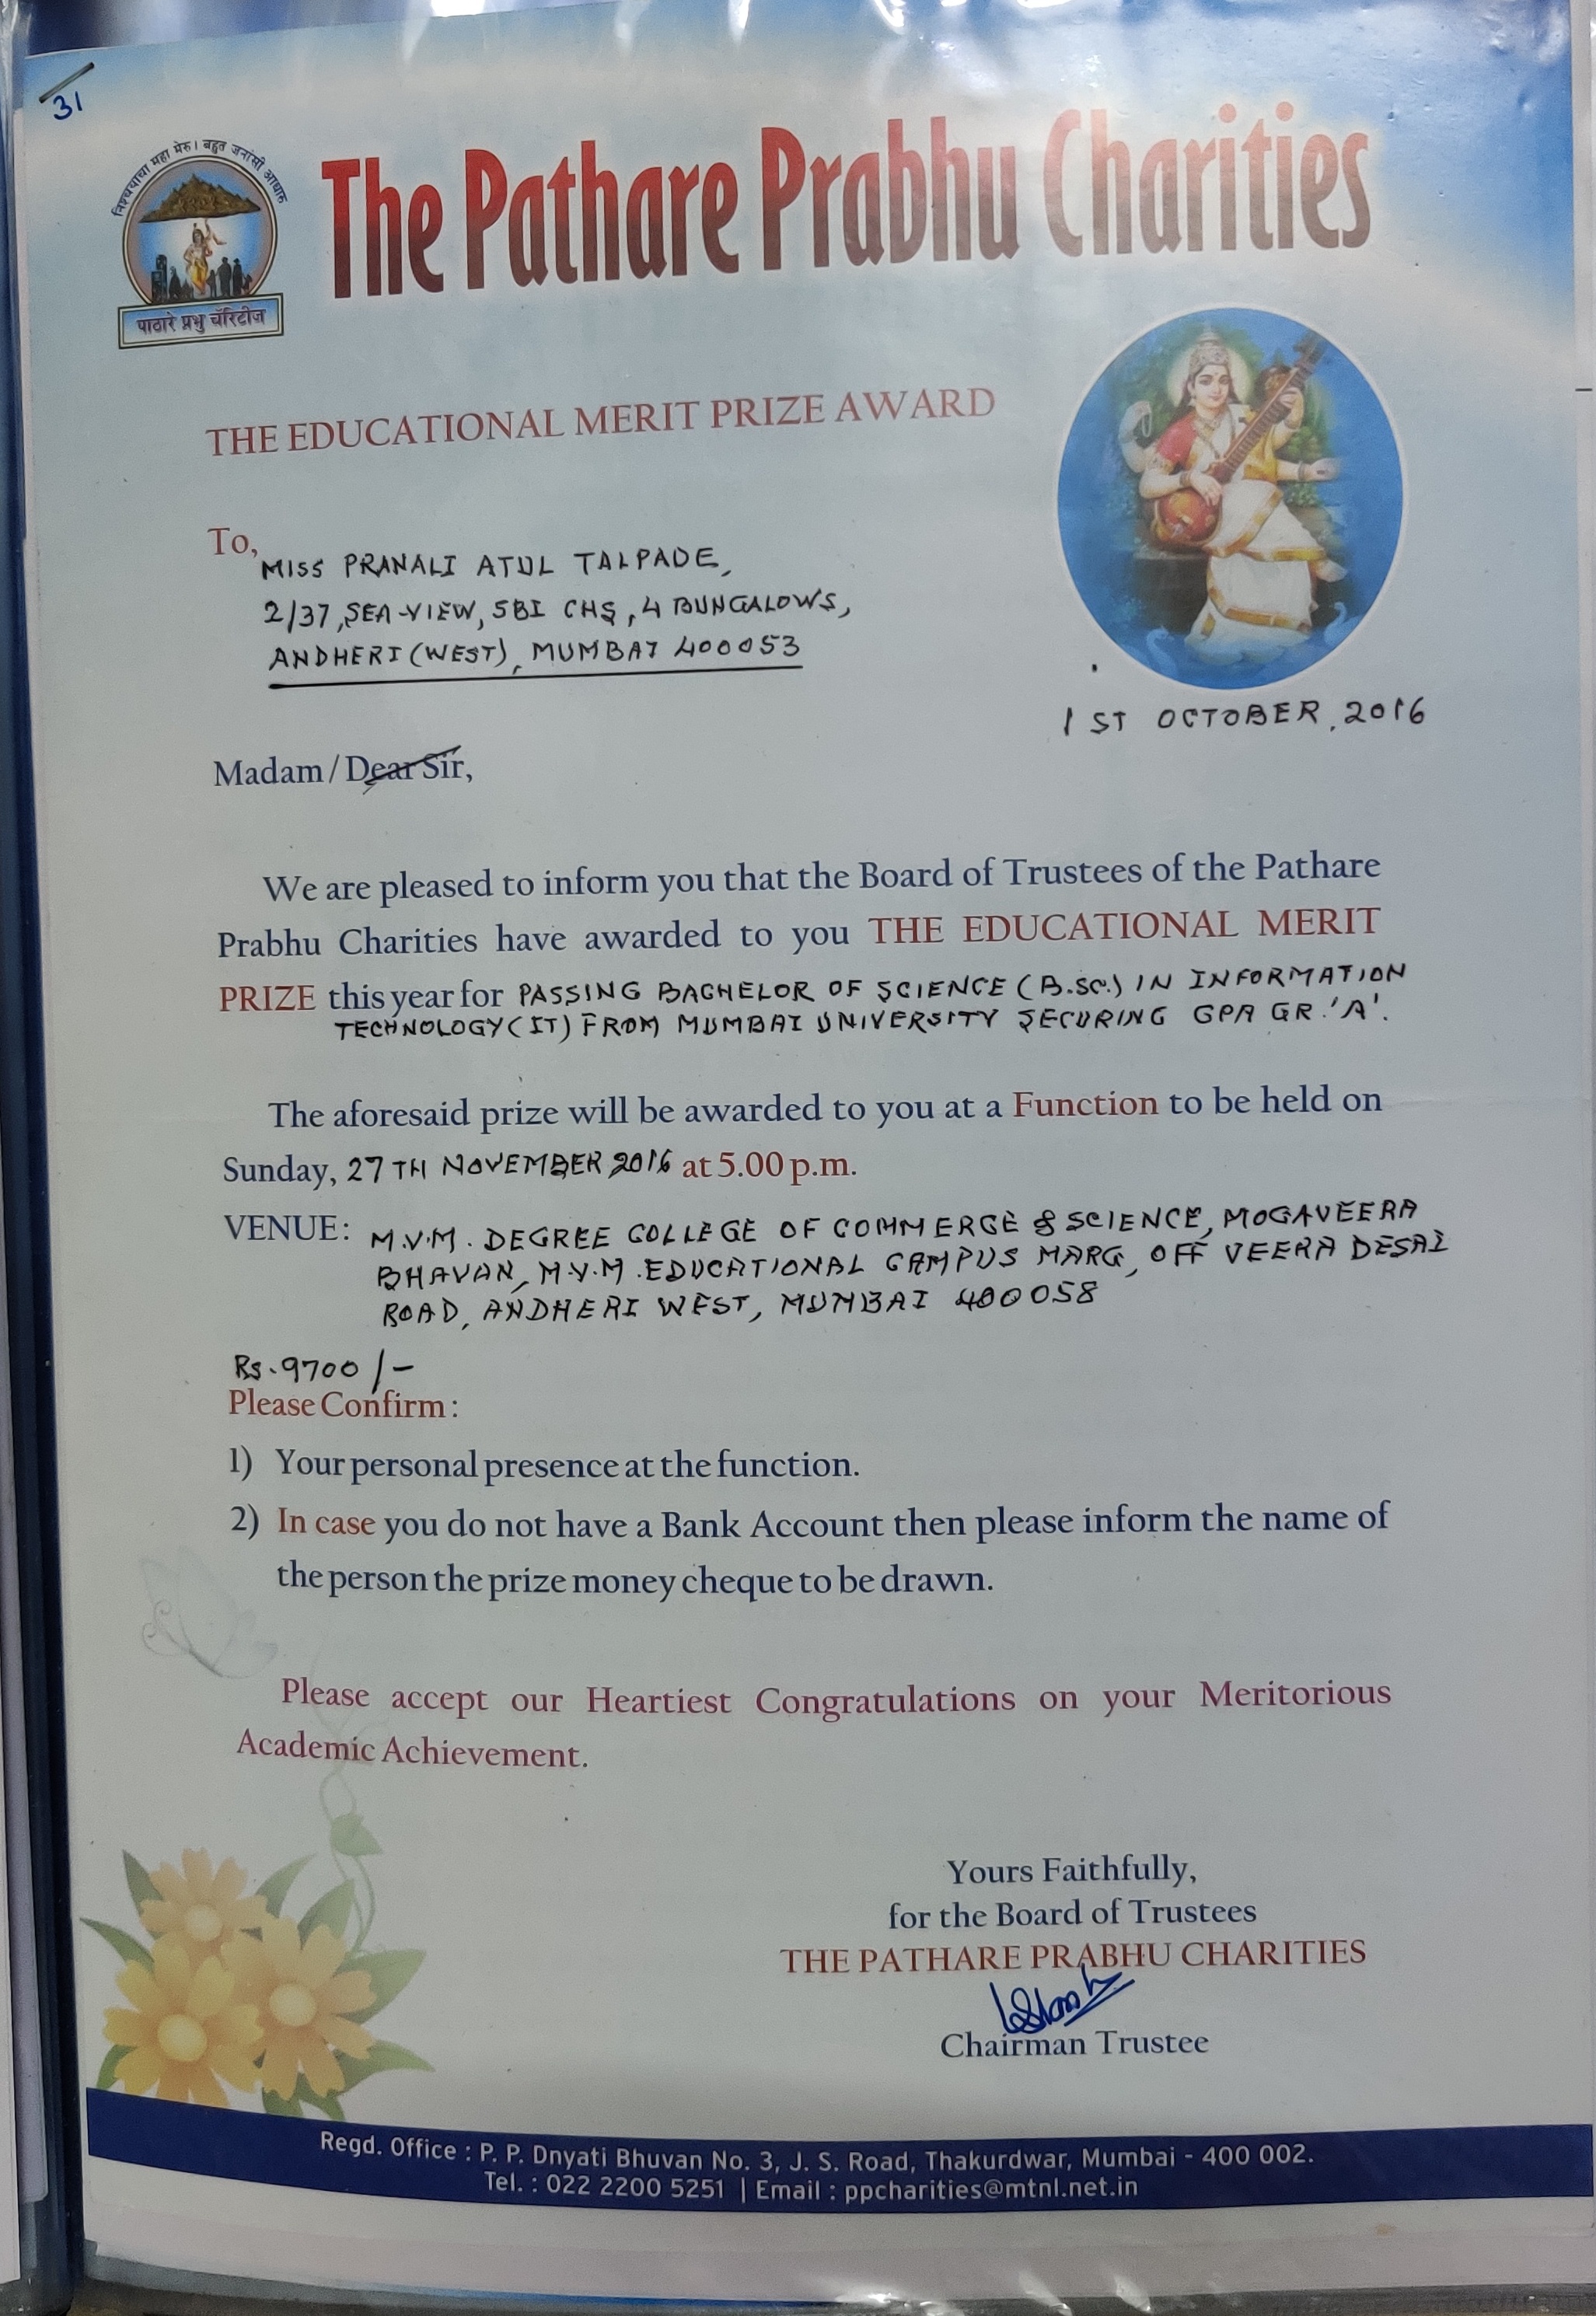 31
निश्चयाचा महा मेरु। बहुत जनांसी आधारु
पाठारे प्रभु चॅरिटीज
The Pathare Prabhu Charities
THE EDUCATIONAL MERIT PRIZE AWARD
To,
MISS PRANALI ATUL TALPADE,
2/37, SEA-VIEW, SBI CHS, 4 BUNGALOWS,
ANDHERI (WEST), MUMBAI 400053
1 ST OCTOBER, 2016
Madam / Dear Sir,
We are pleased to inform you that the Board of Trustees of the Pathare
Prabhu Charities have awarded to you THE EDUCATIONAL MERIT
PRIZE this year for PASSING BACHELOR OF SCIENCE (B.SC.) IN INFORMATION
TECHNOLOGY (IT) FROM MUMBAI UNIVERSITY SECURING GPA GR. 'A'.
The aforesaid prize will be awarded to you at a Function to be held on
Sunday, 27 TH NOVEMBER 2016 at 5.00 p.m.
VENUE: M.V.M. DEGREE COLLEGE OF COMMERCE & SCIENCE, MOGAVEERA
BHAVAN, M.V.M. EDUCATIONAL CAMPUS MARG, OFF VEERA DESAI
ROAD, ANDHERI WEST, MUMBAI 400058
Rs. 9700/-
Please Confirm :
1) Your personal presence at the function.
2) In case you do not have a Bank Account then please inform the name of
the person the prize money cheque to be drawn.
Please accept our Heartiest Congratulations on your Meritorious
Academic Achievement.
Yours Faithfully,
for the Board of Trustees
THE PATHARE PRABHU CHARITIES
Chairman Trustee
Regd. Office : P. P. Dnyati Bhuvan No. 3, J. S. Road, Thakurdwar, Mumbai - 400 002.
Tel. : 022 2200 5251 | Email : ppcharities@mtnl.net.in